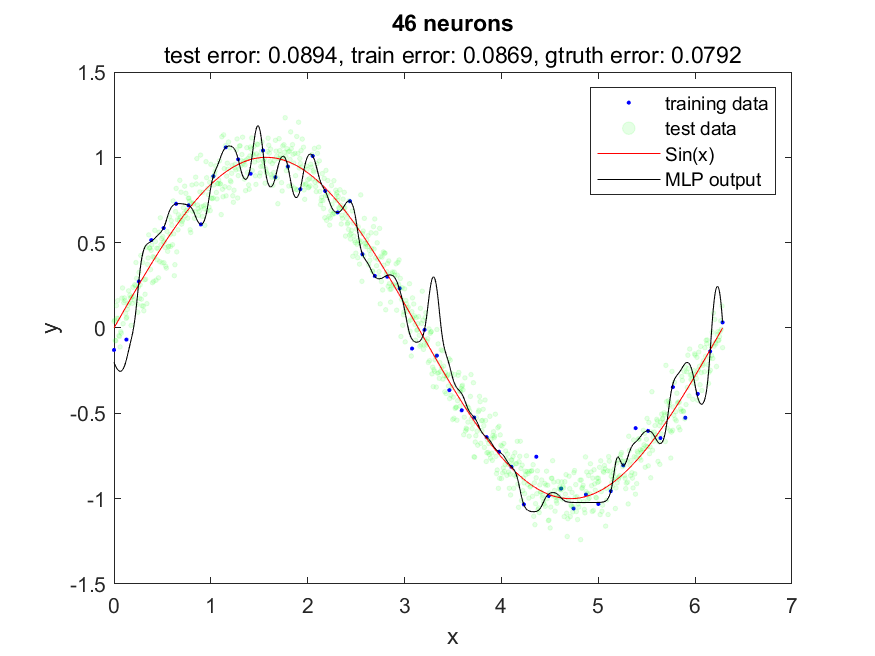 46 neurons
test error: 0.0894, train error: 0.0869, gtruth error: 0.0792
training data
test data
Sin(x)
MLP output
1.5
1
0.5
0
-0.5
-1
-1.5
y
0 1 2 3 4 5 6 7
x